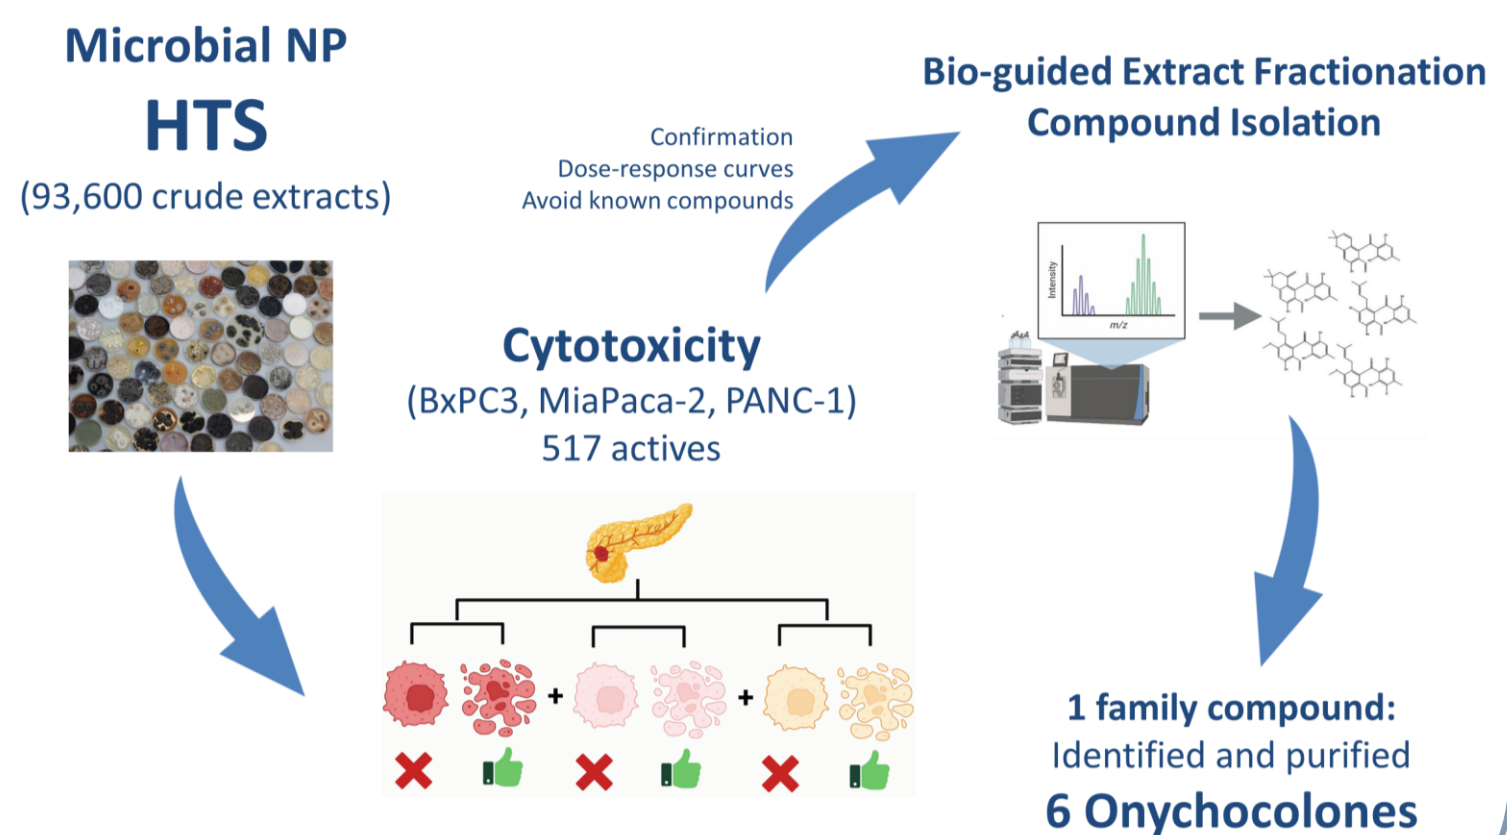 Microbial NP
HTS
(93,600 crude extracts)
Cytotoxicity
(BxPC3, MiaPaca-2, PANC-1)
517 actives
+
+
Confirmation
Dose-response curves
Avoid known compounds
Bio-guided Extract Fractionation
Compound Isolation
Intensity
m/z
1 family compound:
Identified and purified
6 Onychocolones